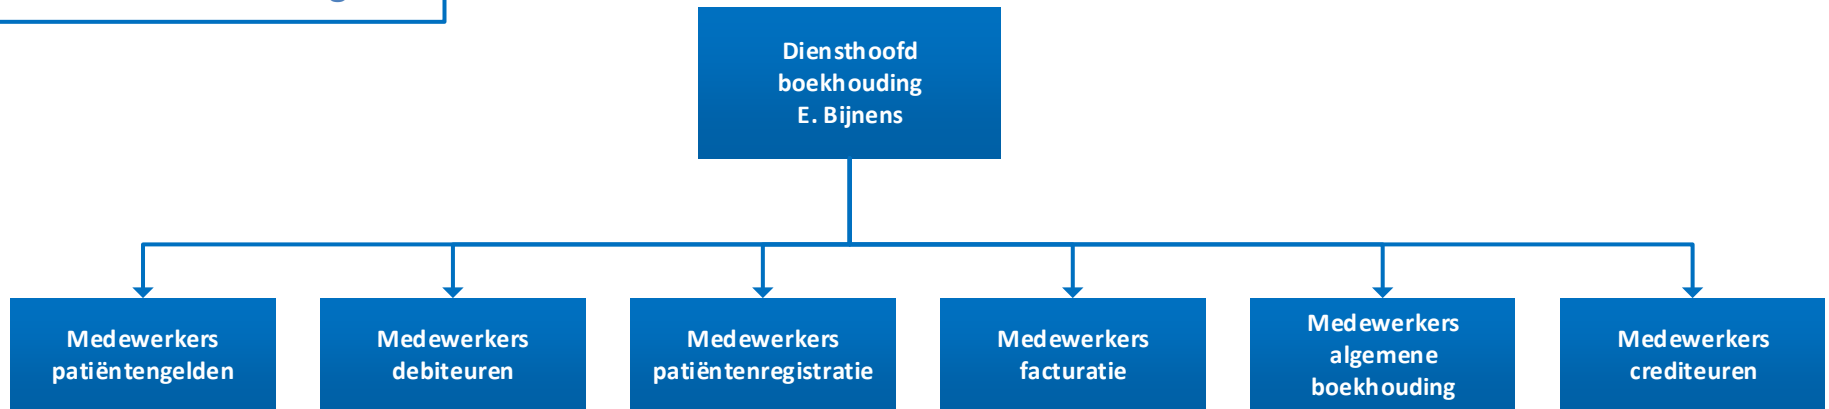 Diensthoofd
boekhouding
E. Bijnens
Medewerkers
patiëntengelden
Medewerkers
debiteuren
Medewerkers
patiëntenregistratie
Medewerkers
facturatie
Medewerkers
algemene
boekhouding
Medewerkers
crediteuren